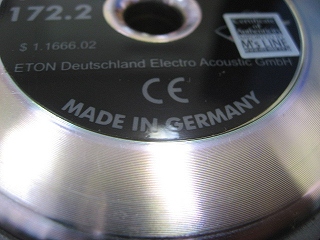 172.2
$ 1.1666.02
ETON Deutschland Electro Acoustic GmbH
CE
MADE IN GERMANY